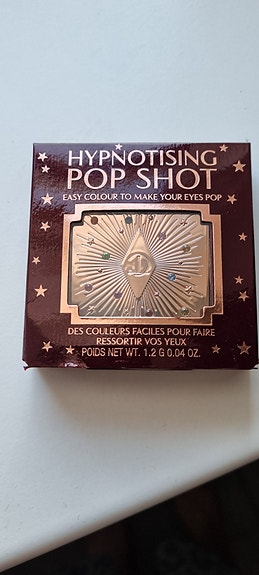 HYPNOTISING
POP SHOT
EASY COLOUR TO MAKE YOUR EYES POP
DES COULEURS FACILES POUR FAIRE
RESSORTIR VOS YEUX
POIDS NET WT. 1.2 G 0.04 OZ.